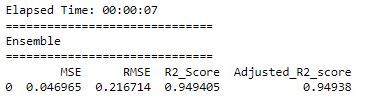 Elapsed Time: 00:00:07
==============================
Ensemble
==============================
MSE RMSE R2_Score Adjusted_R2_score
0 0.046965 0.216714 0.949405 0.94938